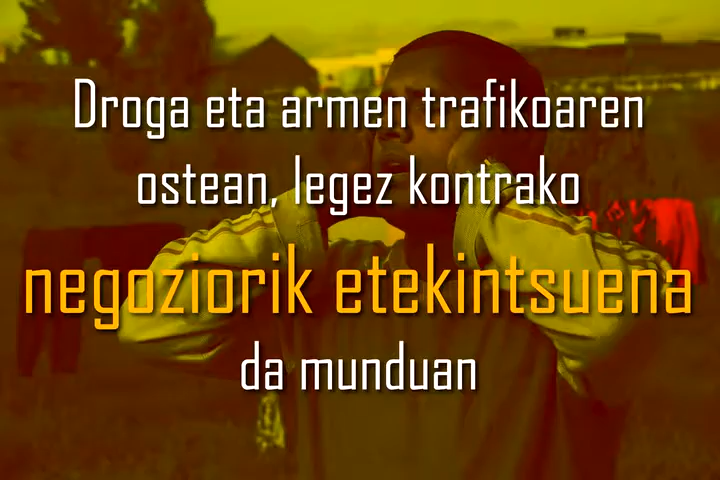 Droga eta armen trafikoaren
ostean, legez kontrako
negoziorik etekintsuena
da munduan